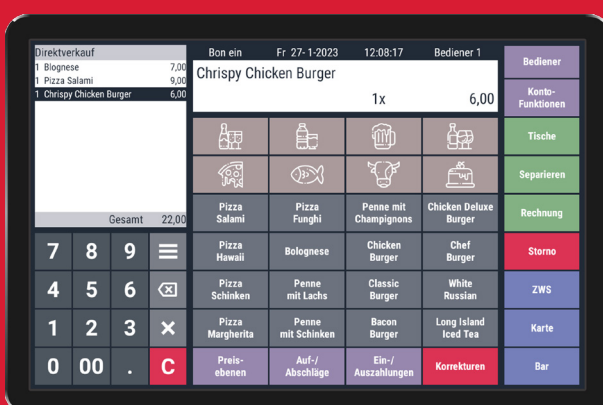 Direktverkauf
1 Blognese 7,00
1 Pizza Salami 9,00
1 Chrispy Chicken Burger 6,00
Gesamt 22,00
Bon ein Fr 27- 1-2023 12:08:17 Bediener 1
Chrispy Chicken Burger
1x 6,00
Bediener
Konto-
Funktionen
Tische
Separieren
Rechnung
Storno
ZWS
Karte
Bar
Pizza
Salami
Pizza
Funghi
Penne mit
Champignons
Chicken Deluxe
Burger
Pizza
Hawaii
Bolognese
Chicken
Burger
Chef
Burger
Pizza
Schinken
Penne
mit Lachs
Classic
Burger
White
Russian
Pizza
Margherita
Penne
mit Schinken
Bacon
Burger
Long Island
Iced Tea
Preis-
ebenen
Auf-/
Abschläge
Ein-/
Auszahlungen
Korrekturen
7 8 9
4 5 6
1 2 3 ×
0 00 . C